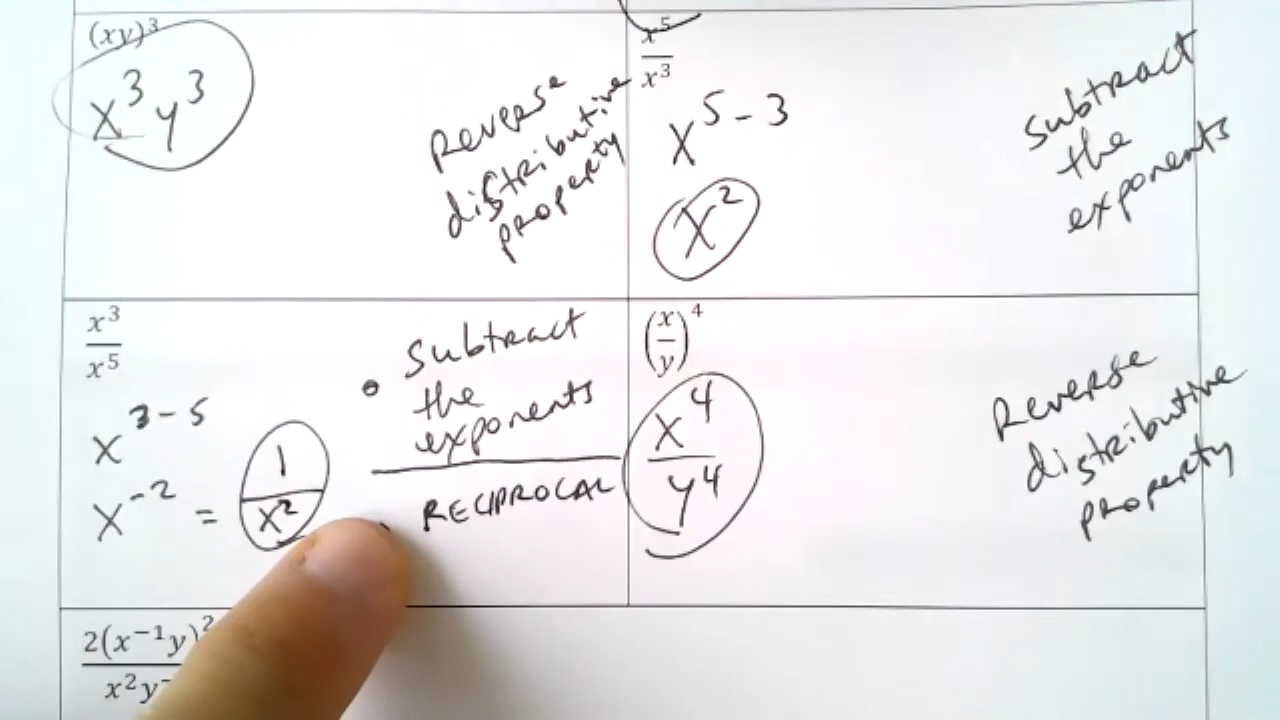 (xy)³
x³y³
Reverse
distributive
property
x⁵
x³
x⁵⁻³
x²
subtract
the
exponents
x³
x⁵
x³⁻⁵
x⁻² = 1
x²
• Subtract
the
exponents
RECIPROCAL
(x/y)⁴
x⁴
y⁴
Reverse
distributive
property
2(x⁻¹y)²
x²y